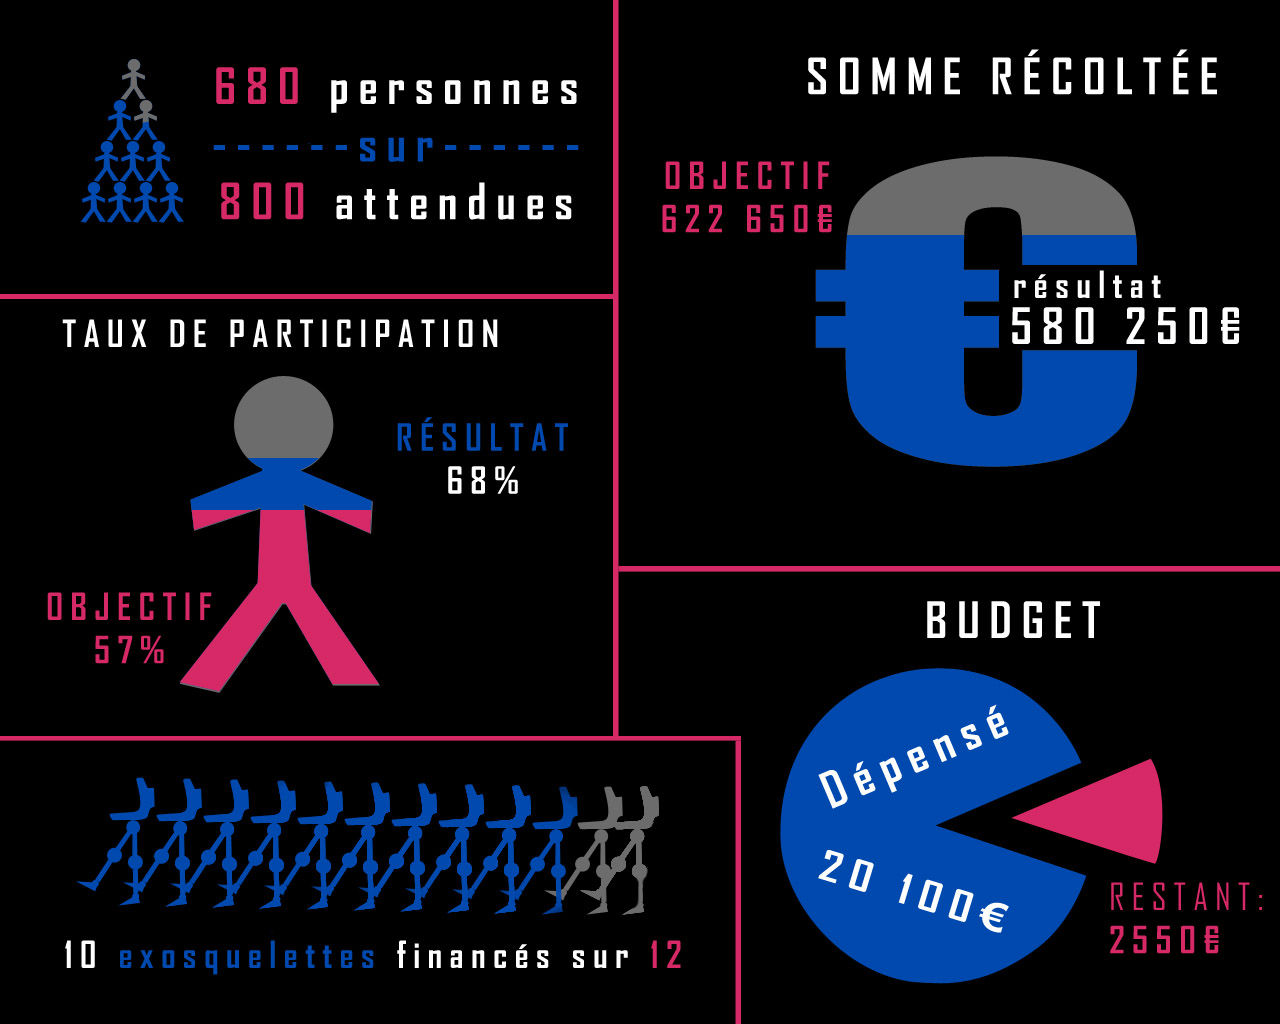 680 personnes
sur
800 attendues
SOMME RÉCOLTÉE
OBJECTIF
622 650€
résultat
580 250€
TAUX DE PARTICIPATION
RÉSULTAT
68%
OBJECTIF
57%
BUDGET
Dépensé
20 100€
RESTANT:
2550€
10 exosquelettes financés sur 12